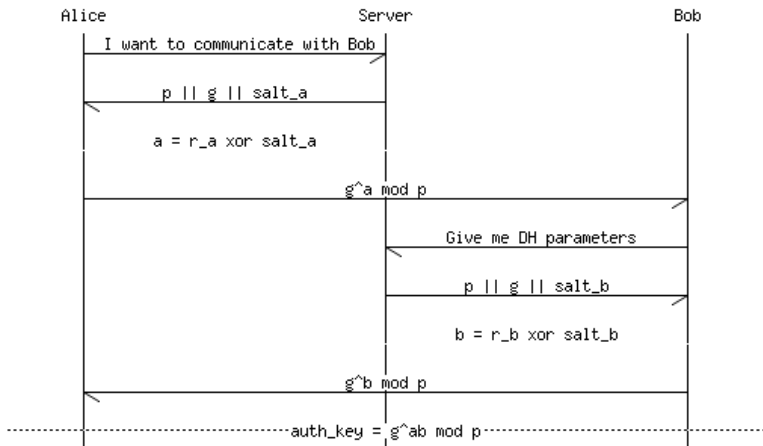 Alice Server Bob
I want to communicate with Bob
p || g || salt_a
a = r_a xor salt_a
g^a mod p
Give me DH parameters
p || g || salt_b
b = r_b xor salt_b
g^b mod p
auth_key = g^ab mod p